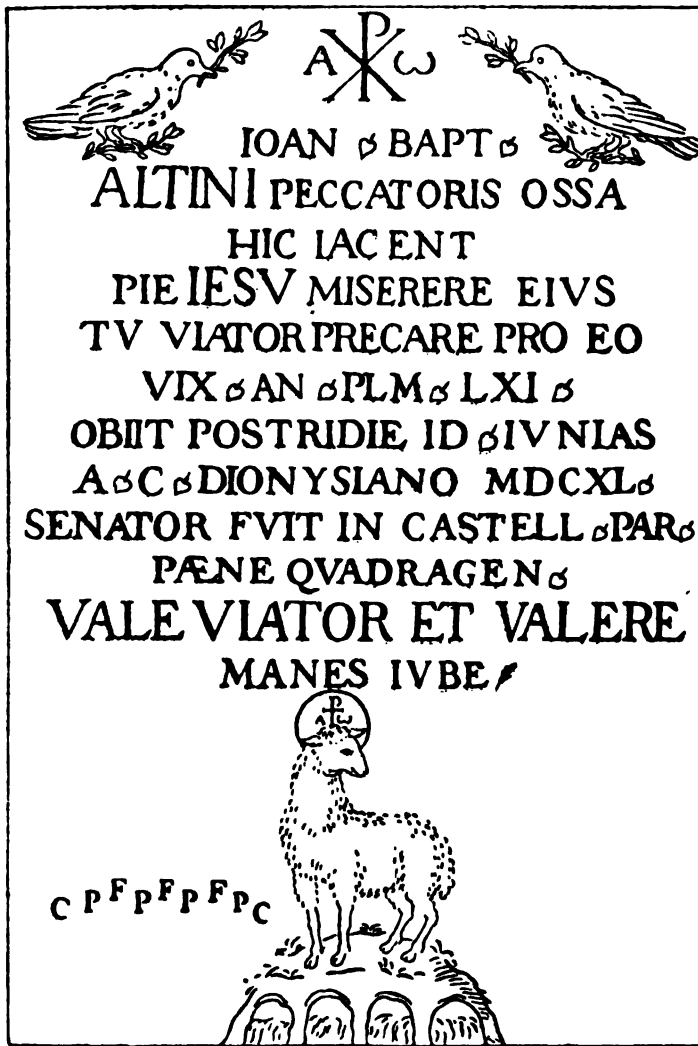 Α Ρ ω
IOAN BAPT
ALTINI PECCATORIS OSSA
HIC IACENT
PIE IESV MISERERE EIVS
TV VIATOR PRECARE PRO EO
VIX AN PLM LXI
OBIIT POSTRIDIE ID IVNIAS
A C DIONYSIANO MDCXL
SENATOR FVIT IN CASTELL PAR
PÆNE QVADRAGEN
VALE VIATOR ET VALERE
MANES IVBE
Α Ρ ω
C P F P F P F P C